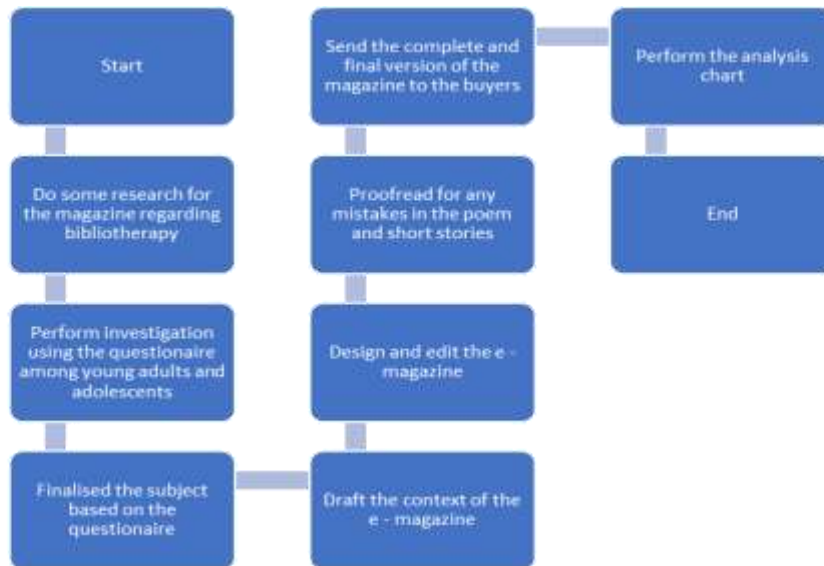 Start
Do some research for
the magazine regarding
bibliotherapy
Perform investigation
using the questionaire
among young adults and
adolescents
Finalised the subject
based on the
questionaire
Draft the context of the
e - magazine
Design and edit the e -
magazine
Proofread for any
mistakes in the poem
and short stories
Send the complete and
final version of the
magazine to the buyers
Perform the analysis
chart
End